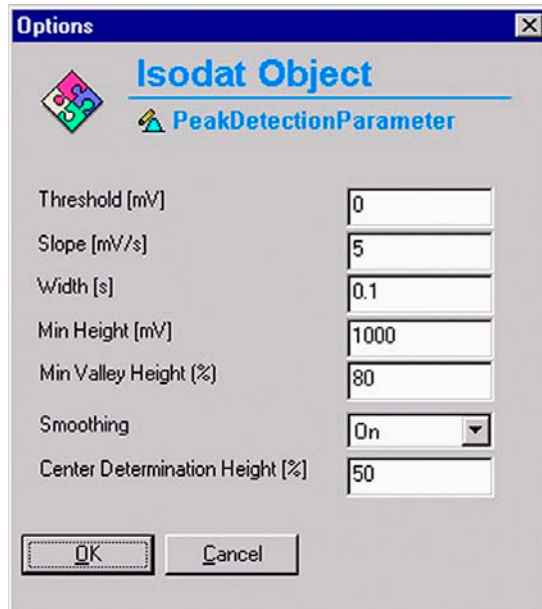 Options
Isodat Object
PeakDetectionParameter
Threshold [mV] 0
Slope [mV/s] 5
Width [s] 0.1
Min Height [mV] 1000
Min Valley Height (%) 80
Smoothing On
Center Determination Height [%] 50
OK Cancel